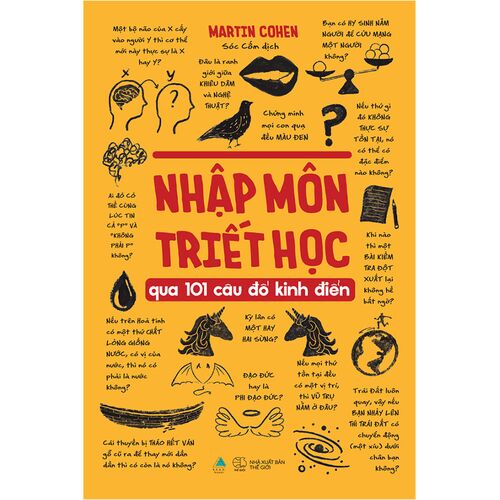 MARTIN COHEN
Sóc Cốm dịch
Một bộ não của X cấy
vào người Y thì cơ thể
mới này thực sự là X
hay Y?
Đâu là ranh
giới giữa
KHIÊU DÂM
và NGHỆ
THUẬT?
Bạn có HY SINH NĂM
NGƯỜI ĐỂ CỨU MẠNG
MỘT NGƯỜI
không?
X
Y
?
Chứng minh
mọi con quạ
đều MÀU ĐEN
?
Nếu thứ gì
đó KHÔNG
THỰC SỰ
TỒN TẠI, nó
có thể có
đặc điểm
nào không?
NHẬP MÔN
TRIẾT HỌC
qua 101 câu đố kinh điển
Ai đó có
thể cùng
lúc tin
cả "P" và
"KHÔNG
PHẢI P"
không?
Khi nào
thì một
BÀI KIỂM
TRA ĐỘT
XUẤT lại
không hề
bất ngờ?
Nếu trên Hoả tinh
có một thứ CHẤT
LỎNG GIỐNG
NƯỚC, có vị của
nước, thì nó có
phải là nước
không?
Kỳ lân có
MỘT HAY
HAI SỪNG?
ĐẠO ĐỨC
hay là
PHI ĐẠO ĐỨC?
Nếu mọi thứ
tồn tại đều
có một vị trí,
thì VŨ TRỤ
NẰM Ở ĐÂU?
Trái Đất luôn
quay, vậy nếu
BẠN NHẢY LÊN
THÌ TRÁI ĐẤT có
chuyển động
(một xíu) dưới
chân bạn
không?
Cái thuyền bị THÁO HẾT VÁN
gỗ cũ ra để thay mới dần
dần thì có còn là nó không?
NHÀ XUẤT BẢN
THẾ GIỚI